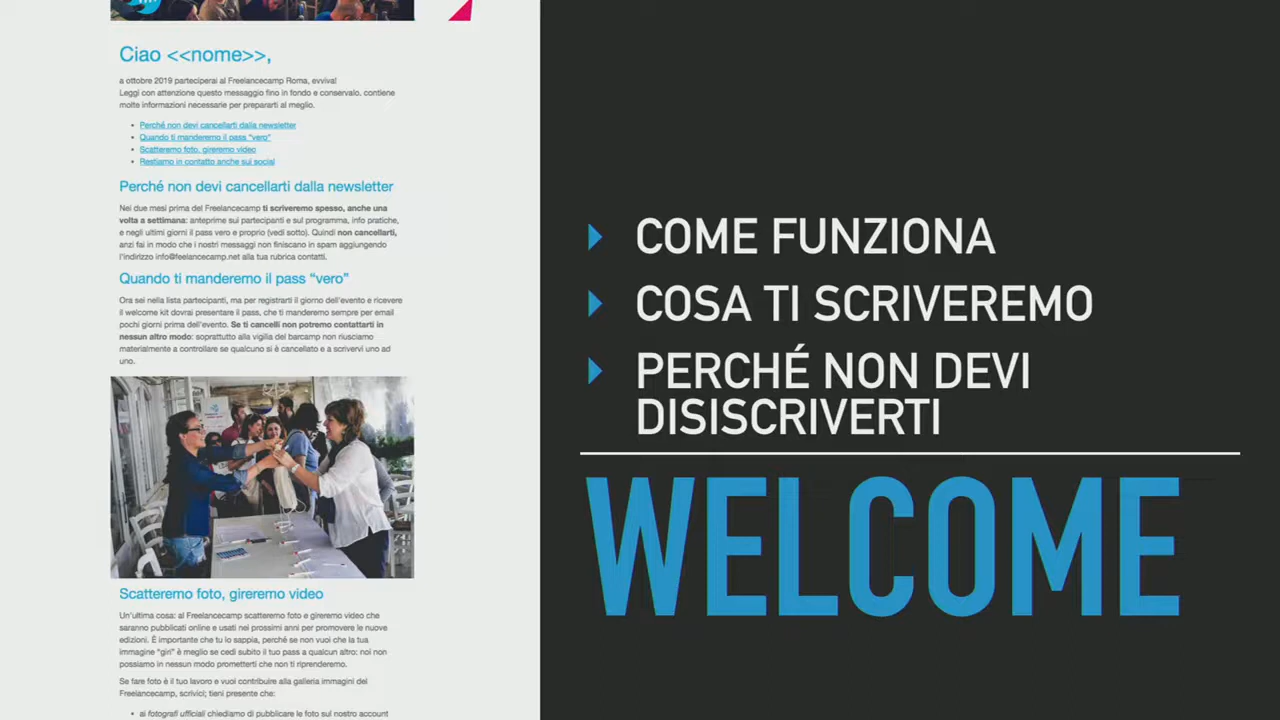 Ciao <<nome>>,
a ottobre 2019 parteciperai al Freelancecamp Roma, evviva!
Leggi con attenzione questo messaggio fino in fondo e conservalo, contiene
molte informazioni necessarie per prepararti al meglio.
• Perché non devi cancellarti dalla newsletter
• Quando ti manderemo il pass “vero”
• Scatteremo foto, gireremo video
• Restiamo in contatto anche sui social
Perché non devi cancellarti dalla newsletter
Nei due mesi prima del Freelancecamp ti scriveremo spesso, anche una
volta a settimana: anteprime sui partecipanti e sul programma, info pratiche,
e negli ultimi giorni il pass vero e proprio (vedi sotto). Quindi non cancellarti,
anzi fai in modo che i nostri messaggi non finiscano in spam aggiungendo
l'indirizzo info@feelancecamp.net alla tua rubrica contatti.
Quando ti manderemo il pass “vero”
Ora sei nella lista partecipanti, ma per registrarti il giorno dell'evento e ricevere
il welcome kit dovrai presentare il pass, che ti manderemo sempre per email
pochi giorni prima dell'evento. Se ti cancelli non potremo contattarti in
nessun altro modo: soprattutto alla vigilia del barcamp non riusciamo
materialmente a controllare se qualcuno si è cancellato e a scrivervi uno ad
uno.
Scatteremo foto, gireremo video
Un'ultima cosa: al Freelancecamp scatteremo foto e gireremo video che
saranno pubblicati online e usati nei prossimi anni per promovere le nuove
edizioni. È importante che tu lo sappia, perché se non vuoi che la tua
immagine “giri” è meglio se cedi subito il tuo pass a qualcun altro: noi non
possiamo in nessun modo prometterti che non ti riprenderemo.
Se fare foto è il tuo lavoro e vuoi contribuire alla galleria immagini del
Freelancecamp, scrivici; tieni presente che:
• ai fotografi ufficiali chiediamo di pubblicare le foto sul nostro account
COME FUNZIONA
COSA TI SCRIVEREMO
PERCHÉ NON DEVI
DISISCRIVERTI
WELCOME